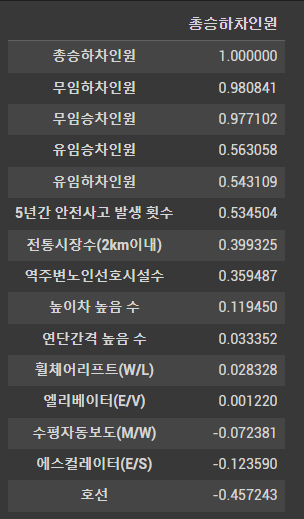 총승하차인원
총승하차인원 1.000000
무임하차인원 0.980841
무임승차인원 0.977102
유임승차인원 0.563058
유임하차인원 0.543109
5년간 안전사고 발생 횟수 0.534504
전통시장수(2km이내) 0.399325
역주변노인선호시설수 0.359487
높이차 높음 수 0.119450
연단간격 높음 수 0.033352
휠체어리프트(W/L) 0.028328
엘리베이터(E/V) 0.001220
수평자동보도(M/W) -0.072381
에스컬레이터(E/S) -0.123590
호선 -0.457243